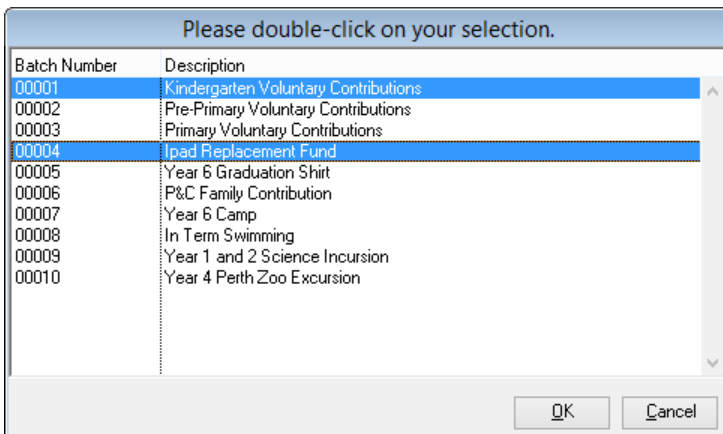 Please double-click on your selection.
Batch Number Description
00001 Kindergarten Voluntary Contributions
00002 Pre-Primary Voluntary Contributions
00003 Primary Voluntary Contributions
00004 Ipad Replacement Fund
00005 Year 6 Graduation Shirt
00006 P&C Family Contribution
00007 Year 6 Camp
00008 In Term Swimming
00009 Year 1 and 2 Science Incursion
00010 Year 4 Perth Zoo Excursion
OK Cancel